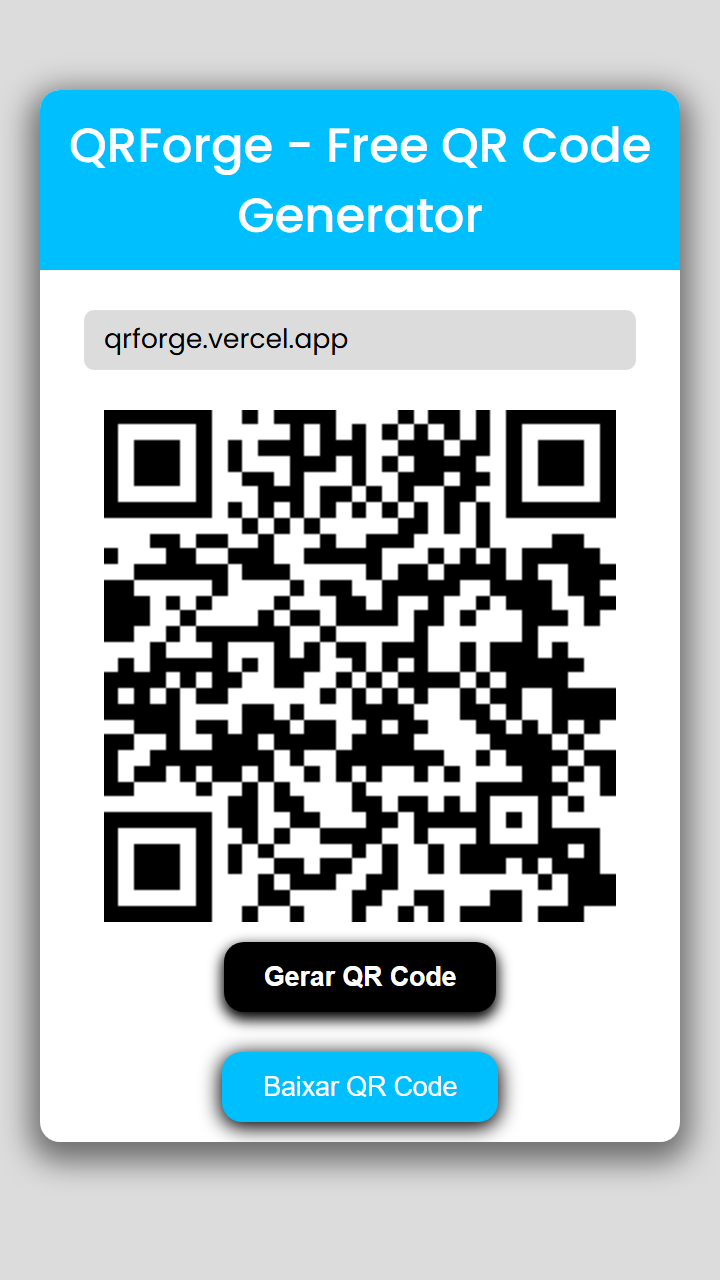 QRForge - Free QR Code
Generator
qrforge.vercel.app
Gerar QR Code
Baixar QR Code